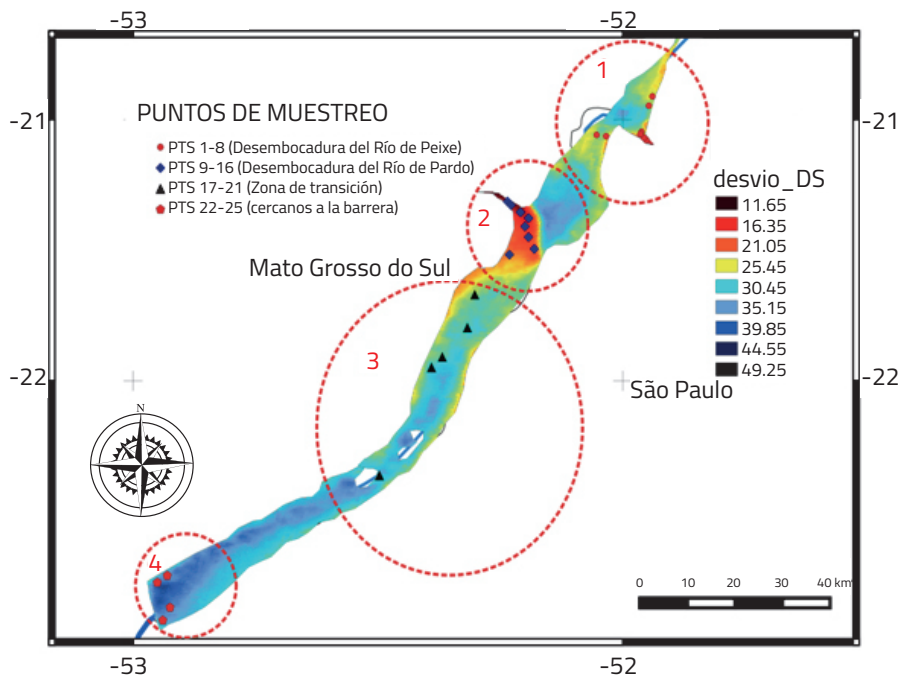 -53
-52
-21
-21
1
PUNTOS DE MUESTREO
PTS 1-8 (Desembocadura del Río de Peixe)
PTS 9-16 (Desembocadura del Río de Pardo)
PTS 17-21 (Zona de transición)
PTS 22-25 (cercanos a la barrera)
desvio_DS
11.65
16.35
21.05
25.45
30.45
35.15
39.85
44.55
49.25
2
Mato Grosso do Sul
3
-22
-22
São Paulo
N
4
0 10 20 30 40 km
-53
-52